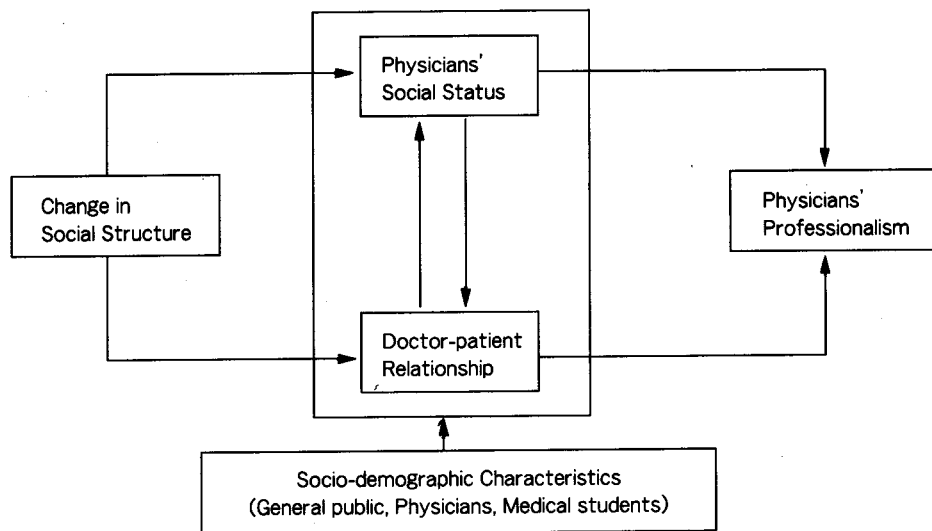 Physicians'
Social Status
Change in
Social Structure
Physicians'
Professionalism
Doctor-patient
Relationship
Socio-demographic Characteristics
(General public, Physicians, Medical students)